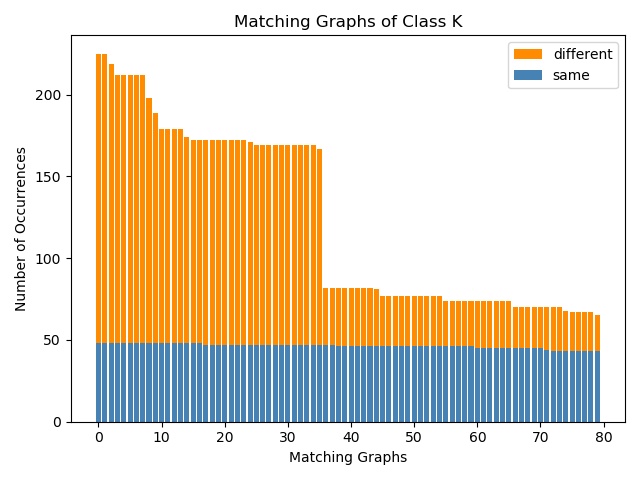 Matching Graphs of Class K
different
same
Number of Occurrences
200
150
100
50
0
0 10 20 30 40 50 60 70 80
Matching Graphs